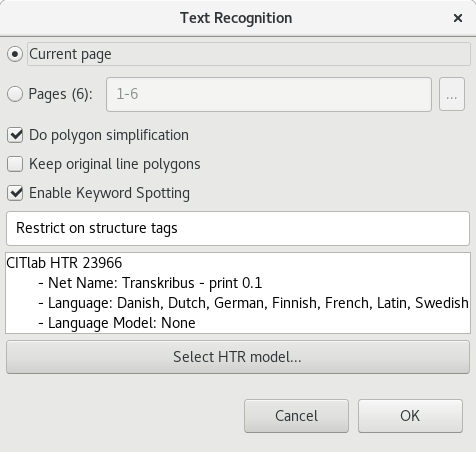 Text Recognition ×
Current page
Pages (6): 1-6 ...
Do polygon simplification
Keep original line polygons
Enable Keyword Spotting
Restrict on structure tags
CITlab HTR 23966
- Net Name: Transkribus - print 0.1
- Language: Danish, Dutch, German, Finnish, French, Latin, Swedish
- Language Model: None
Select HTR model...
Cancel OK